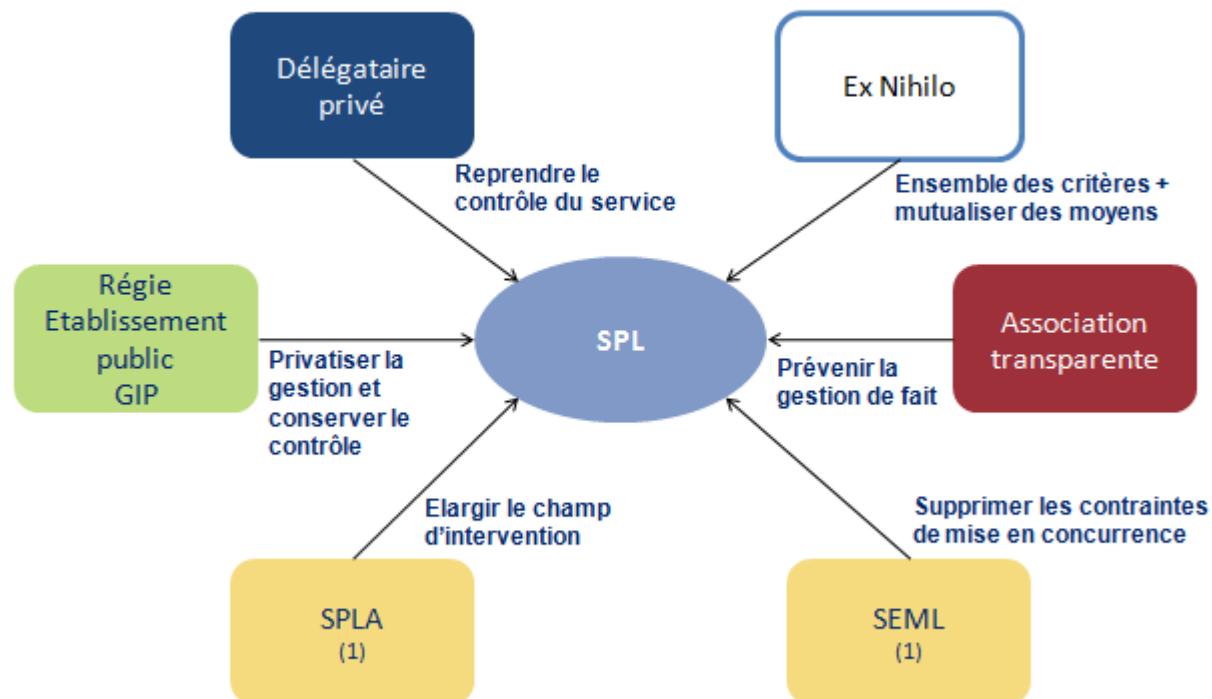 Délégataire
privé
Ex Nihilo
Reprendre le
contrôle du service
Ensemble des critères +
mutualiser des moyens
Régie
Etablissement
public
GIP
SPL
Association
transparente
Privatiser la
gestion et
conserver le
contrôle
Prévenir la
gestion de fait
Elargir le champ
d'intervention
Supprimer les contraintes
de mise en concurrence
SPLA
(1)
SEML
(1)